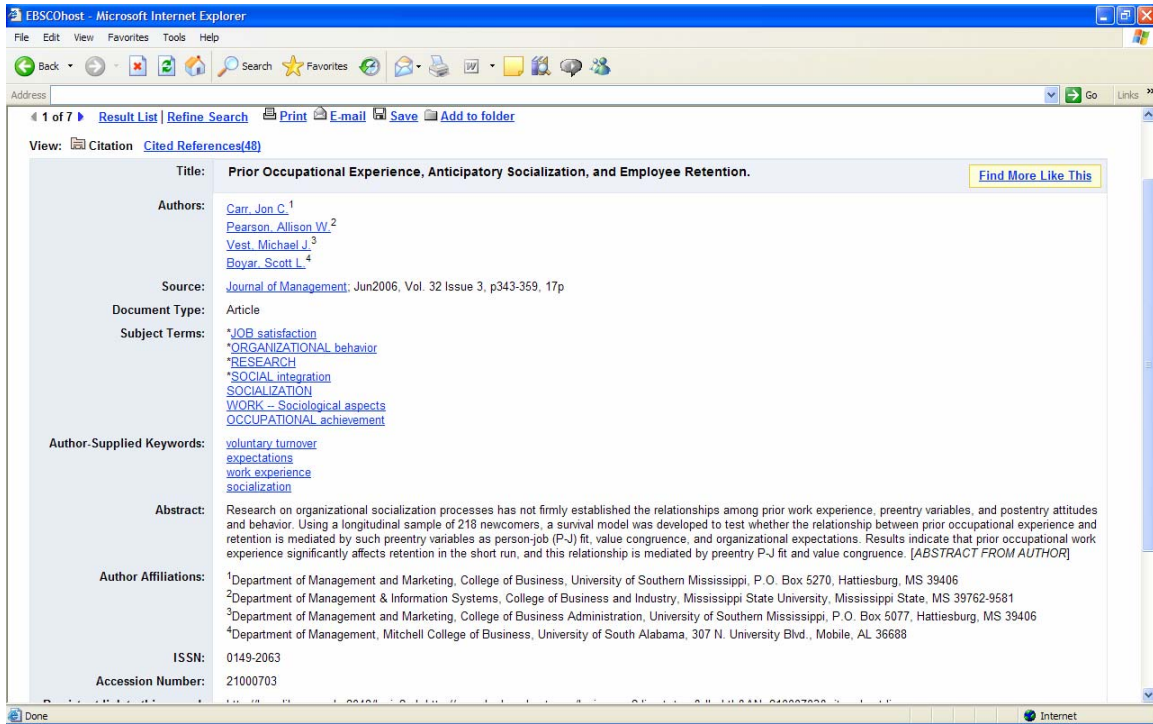 EBSCOhost - Microsoft Internet Explorer
File Edit View Favorites Tools Help
Back Search Favorites
Address Go Links »
1 of 7 Result List | Refine Search Print E-mail Save Add to folder
View: Citation Cited References(48)
Title: Prior Occupational Experience, Anticipatory Socialization, and Employee Retention. Find More Like This
Authors: Carr, Jon C.1
Pearson, Allison W.2
Vest, Michael J.3
Boyar, Scott L.4
Source: Journal of Management; Jun2006, Vol. 32 Issue 3, p343-359, 17p
Document Type: Article
Subject Terms: *JOB satisfaction
*ORGANIZATIONAL behavior
*RESEARCH
*SOCIAL integration
SOCIALIZATION
WORK -- Sociological aspects
OCCUPATIONAL achievement
Author-Supplied Keywords: voluntary turnover
expectations
work experience
socialization
Abstract: Research on organizational socialization processes has not firmly established the relationships among prior work experience, preentry variables, and postentry attitudes
and behavior. Using a longitudinal sample of 218 newcomers, a survival model was developed to test whether the relationship between prior occupational experience and
retention is mediated by such preentry variables as person-job (P-J) fit, value congruence, and organizational expectations. Results indicate that prior occupational work
experience significantly affects retention in the short run, and this relationship is mediated by preentry P-J fit and value congruence. [ABSTRACT FROM AUTHOR]
Author Affiliations: 1Department of Management and Marketing, College of Business, University of Southern Mississippi, P.O. Box 5270, Hattiesburg, MS 39406
2Department of Management & Information Systems, College of Business and Industry, Mississippi State University, Mississippi State, MS 39762-9581
3Department of Management and Marketing, College of Business Administration, University of Southern Mississippi, P.O. Box 5077, Hattiesburg, MS 39406
4Department of Management, Mitchell College of Business, University of South Alabama, 307 N. University Blvd., Mobile, AL 36688
ISSN: 0149-2063
Accession Number: 21000703
Done Internet